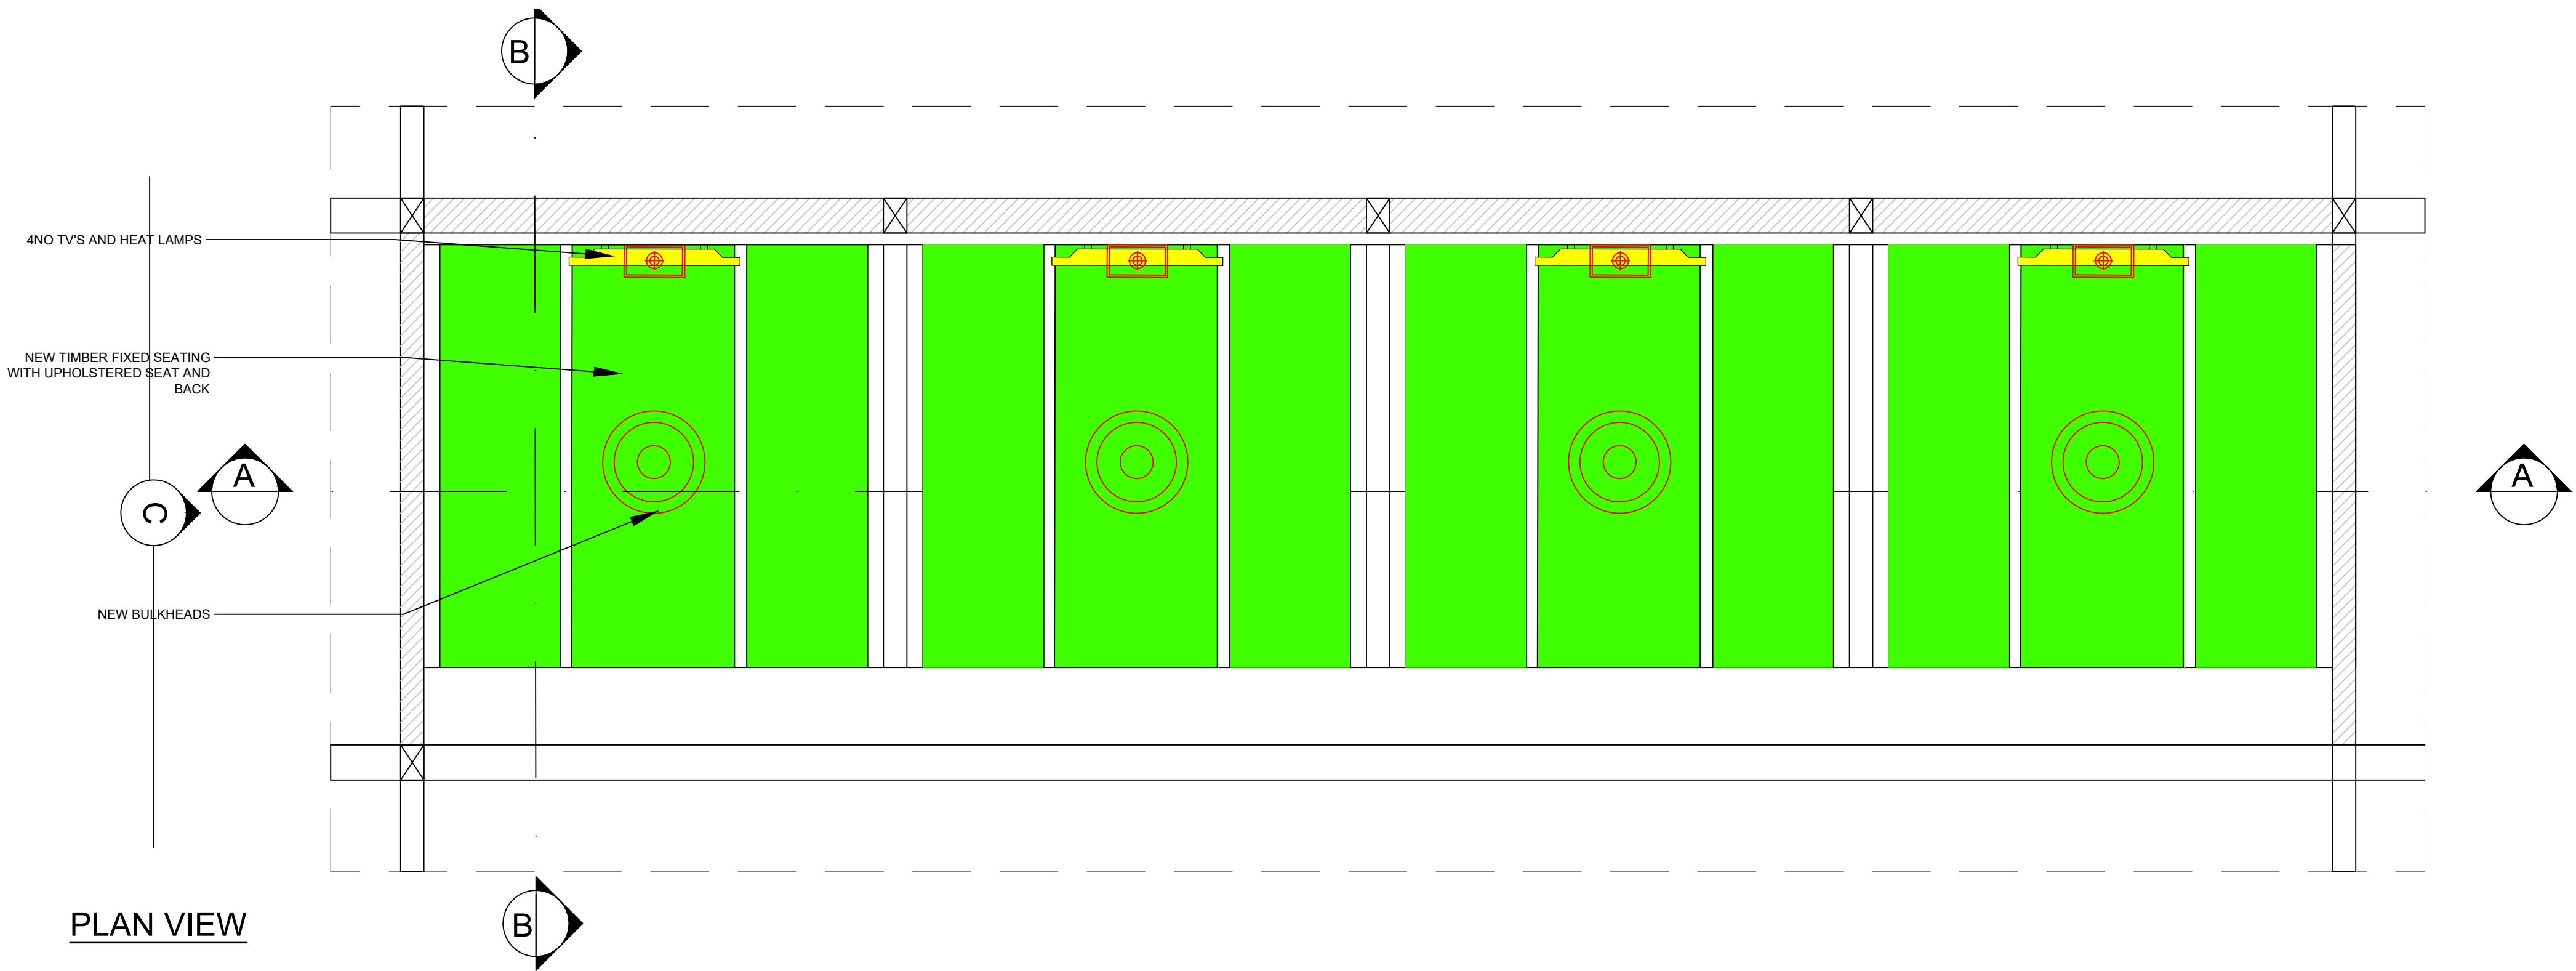 B
4NO TV'S AND HEAT LAMPS
NEW TIMBER FIXED SEATING
WITH UPHOLSTERED SEAT AND
BACK
A
A
C
NEW BULKHEADS
PLAN VIEW
B